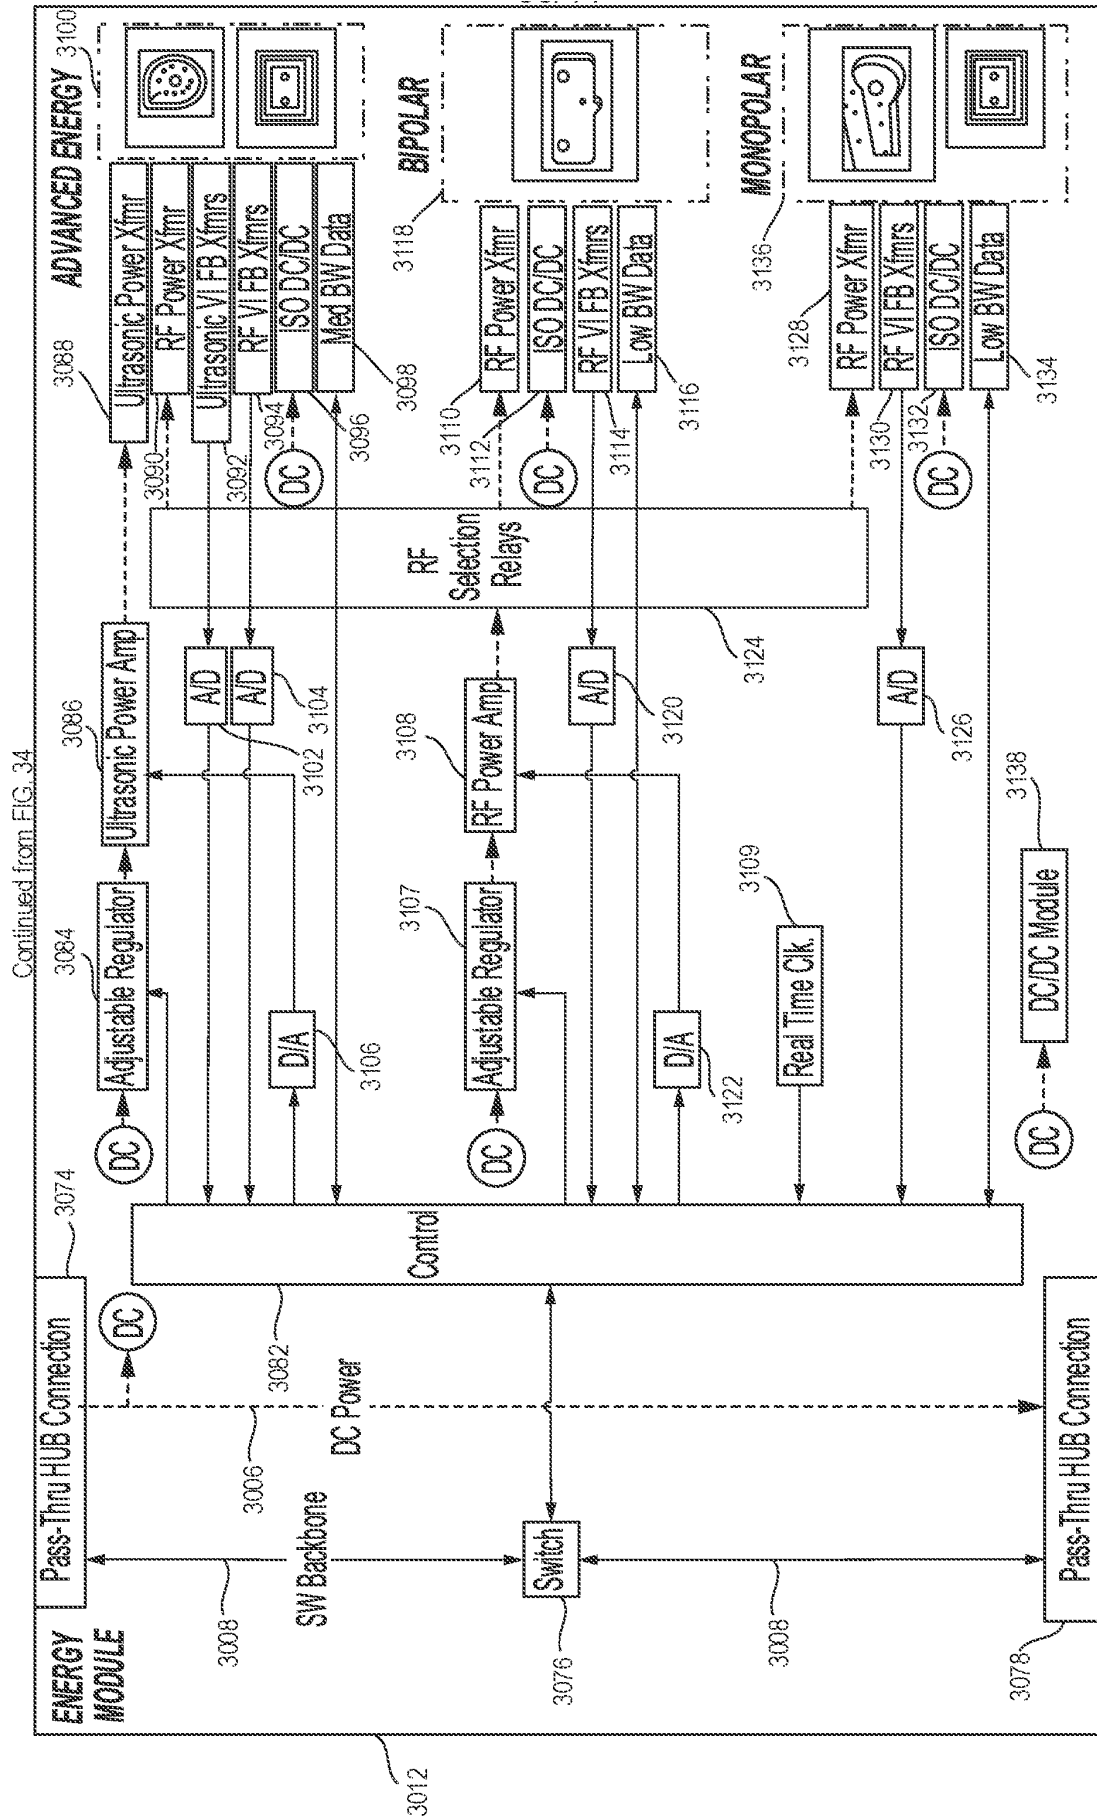 Continued from FIG. 34
ENERGY
MODULE
3012
Pass-Thru HUB Connection
3074
3008
SW Backbone
3006
DC Power
DC
Switch
3076
3008
Pass-Thru HUB Connection
3078
3082
Control
DC
Adjustable Regulator
3084
Ultrasonic Power Amp
3086
A/D
3102
A/D
3104
D/A
3106
DC
Adjustable Regulator
3107
RF Power Amp
3108
A/D
3120
D/A
3122
Real Time Clk.
3109
A/D
3126
DC
DC/DC Module
3138
RF
Selection
Relays
3124
ADVANCED ENERGY
3100
3088
Ultrasonic Power Xfmr
3090
RF Power Xfmr
3092
Ultrasonic VI FB Xfmrs
3094
RF VI FB Xfmrs
DC
3096
ISO DC/DC
3098
Med BW Data
BIPOLAR
3118
3110
RF Power Xfmr
3112
DC
ISO DC/DC
3114
RF VI FB Xfmrs
3116
Low BW Data
MONOPOLAR
3136
3128
RF Power Xfmr
3130
RF VI FB Xfmrs
3132
DC
ISO DC/DC
3134
Low BW Data